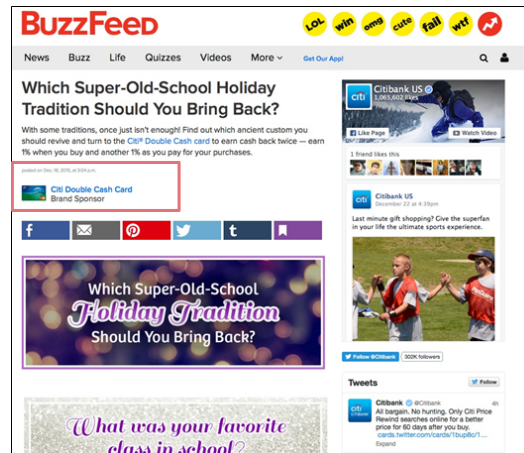 BuzzFeed
LOL
win
omg
cute
fail
wtf
News
Buzz
Life
Quizzes
Videos
More
Get Our App!
Which Super-Old-School Holiday
Tradition Should You Bring Back?
With some traditions, once just isn't enough! Find out which ancient custom you
should revive and turn to the Citi® Double Cash card to earn cash back twice — earn
1% when you buy and another 1% as you pay for your purchases.
Citi Double Cash Card
Brand Sponsor
Which Super-Old-School
Holiday Tradition
Should You Bring Back?
What was your favorite
class in school?
citi
Citibank US
1,065,602 likes
Like Page
Watch Video
1 friend likes this
citi
Citibank US
December 22 at 4:39pm
Last minute gift shopping? Give the superfan
in your life the ultimate sports experience.
Follow @Citibank
302K followers
Tweets
Follow
citi
Citibank @Citibank
4h
All bargain. No hunting. Only Citi Price
Rewind searches online for a better
price for 60 days after you buy.
Expand